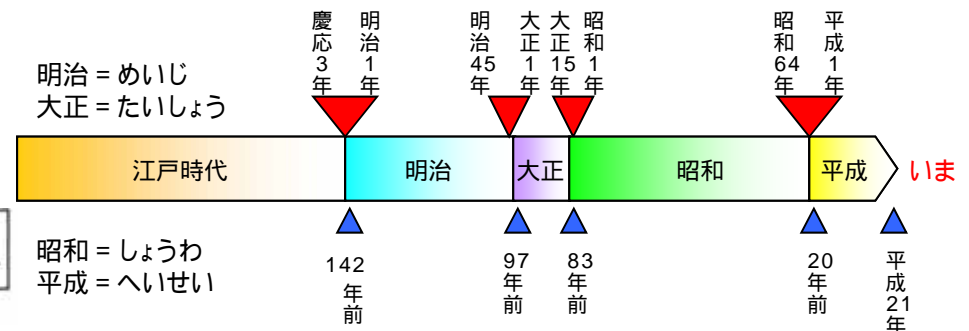 慶応3年
明治1年
明治45年
大正1年
大正15年
昭和1年
昭和64年
平成1年
明治 = めいじ
大正 = たいしょう
江戸時代
明治
大正
昭和
平成
いま
昭和 = しょうわ
平成 = へいせい
142年前
97年前
83年前
20年前
平成21年